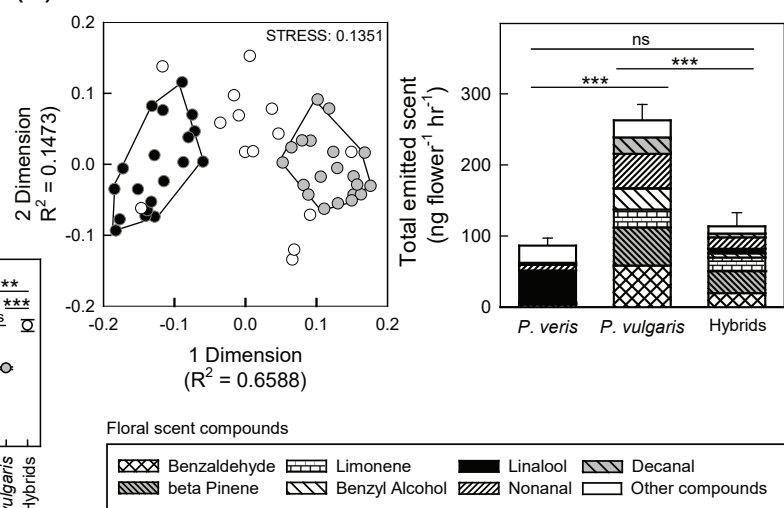 STRESS: 0.1351
0.2
0.1
0.0
-0.1
-0.2
2 Dimension
R² = 0.1473)
-0.2
-0.1
0.0
0.1
0.2
1 Dimension
(R² = 0.6588)
ns
***
***
Total emitted scent
(ng flower⁻¹ hr⁻¹)
300
200
100
0
P. veris
P. vulgaris
Hybrids
**
***
vulgaris
Hybrids
Floral scent compounds
Benzaldehyde
Limonene
Linalool
Decanal
beta Pinene
Benzyl Alcohol
Nonanal
Other compounds